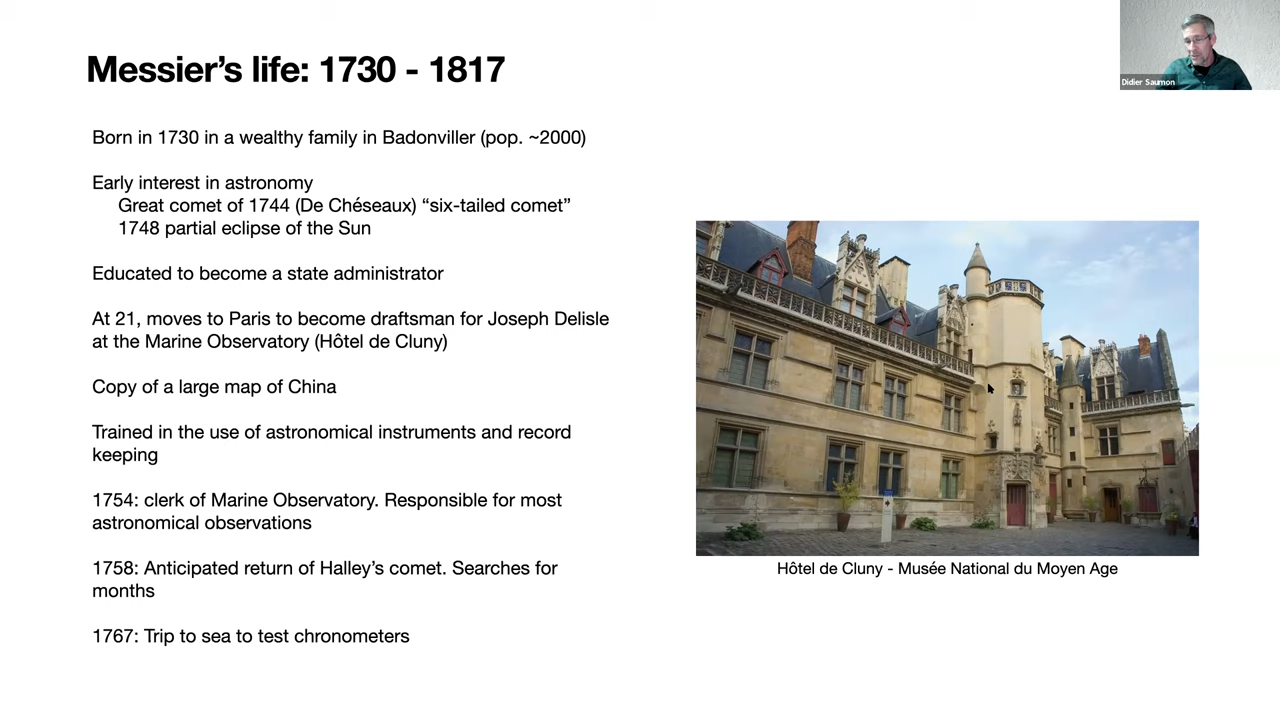 Messier’s life: 1730 - 1817
Didier Saumon
Born in 1730 in a wealthy family in Badonviller (pop. ~2000)
Early interest in astronomy
Great comet of 1744 (De Chéseaux) “six-tailed comet”
1748 partial eclipse of the Sun
Educated to become a state administrator
At 21, moves to Paris to become draftsman for Joseph Delisle
at the Marine Observatory (Hôtel de Cluny)
Copy of a large map of China
Trained in the use of astronomical instruments and record
keeping
1754: clerk of Marine Observatory. Responsible for most
astronomical observations
1758: Anticipated return of Halley’s comet. Searches for
months
1767: Trip to sea to test chronometers
Hôtel de Cluny - Musée National du Moyen Age